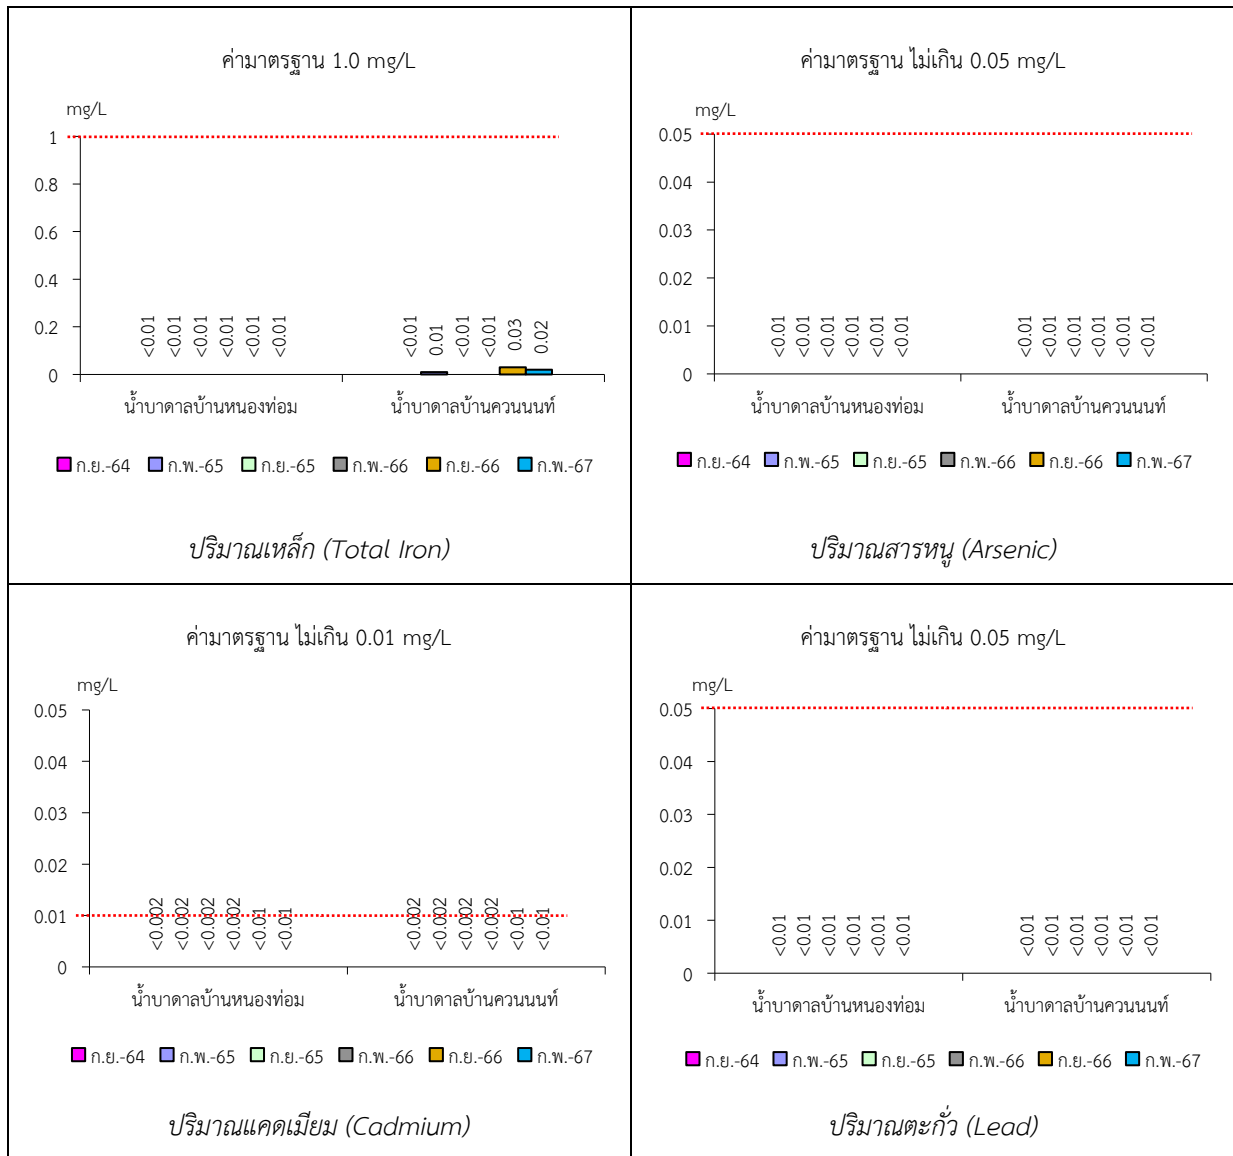 ค่ามาตรฐาน 1.0 mg/L
mg/L
1
0.8
0.6
0.4
0.2
0
<0.01 <0.01 <0.01 <0.01 <0.01 <0.01
<0.01 0.01 <0.01 <0.01 0.03 0.02
น้ำบาดาลบ้านหนองท่อม น้ำบาดาลบ้านควนนนท์
ก.ย.-64 ก.พ.-65 ก.ย.-65 ก.พ.-66 ก.ย.-66 ก.พ.-67
ปริมาณเหล็ก (Total Iron)
ค่ามาตรฐาน ไม่เกิน 0.05 mg/L
mg/L
0.05
0.04
0.03
0.02
0.01
0
<0.01 <0.01 <0.01 <0.01 <0.01 <0.01
<0.01 <0.01 <0.01 <0.01 <0.01 <0.01
น้ำบาดาลบ้านหนองท่อม น้ำบาดาลบ้านควนนนท์
ก.ย.-64 ก.พ.-65 ก.ย.-65 ก.พ.-66 ก.ย.-66 ก.พ.-67
ปริมาณสารหนู (Arsenic)
ค่ามาตรฐาน ไม่เกิน 0.01 mg/L
mg/L
0.05
0.04
0.03
0.02
0.01
0
<0.002 <0.002 <0.002 <0.002 <0.01 <0.01
<0.002 <0.002 <0.002 <0.002 <0.01 <0.01
น้ำบาดาลบ้านหนองท่อม น้ำบาดาลบ้านควนนนท์
ก.ย.-64 ก.พ.-65 ก.ย.-65 ก.พ.-66 ก.ย.-66 ก.พ.-67
ปริมาณแคดเมียม (Cadmium)
ค่ามาตรฐาน ไม่เกิน 0.05 mg/L
mg/L
0.05
0.04
0.03
0.02
0.01
0
<0.01 <0.01 <0.01 <0.01 <0.01 <0.01
<0.01 <0.01 <0.01 <0.01 <0.01 <0.01
น้ำบาดาลบ้านหนองท่อม น้ำบาดาลบ้านควนนนท์
ก.ย.-64 ก.พ.-65 ก.ย.-65 ก.พ.-66 ก.ย.-66 ก.พ.-67
ปริมาณตะกั่ว (Lead)